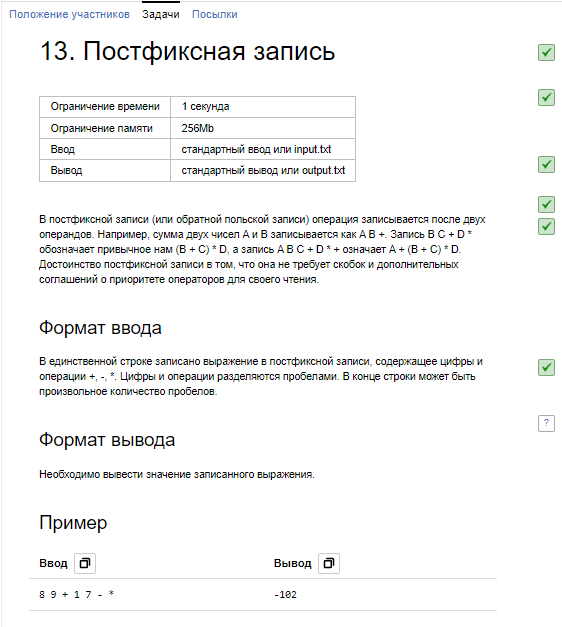 Положение участников Задачи Посылки
13. Постфиксная запись
Ограничение времени 1 секунда
Ограничение памяти 256Mb
Ввод стандартный ввод или input.txt
Вывод стандартный вывод или output.txt
В постфиксной записи (или обратной польской записи) операция записывается после двух
операндов. Например, сумма двух чисел A и B записывается как A B +. Запись B C + D *
обозначает привычное нам (B + C) * D, а запись A B C + D * + означает A + (B + C) * D.
Достоинство постфиксной записи в том, что она не требует скобок и дополнительных
соглашений о приоритете операторов для своего чтения.
Формат ввода
В единственной строке записано выражение в постфиксной записи, содержащее цифры и
операции +, -, *. Цифры и операции разделяются пробелами. В конце строки может быть
произвольное количество пробелов.
?
Формат вывода
Необходимо вывести значение записанного выражения.
Пример
Ввод Вывод
8 9 + 1 7 - * -102